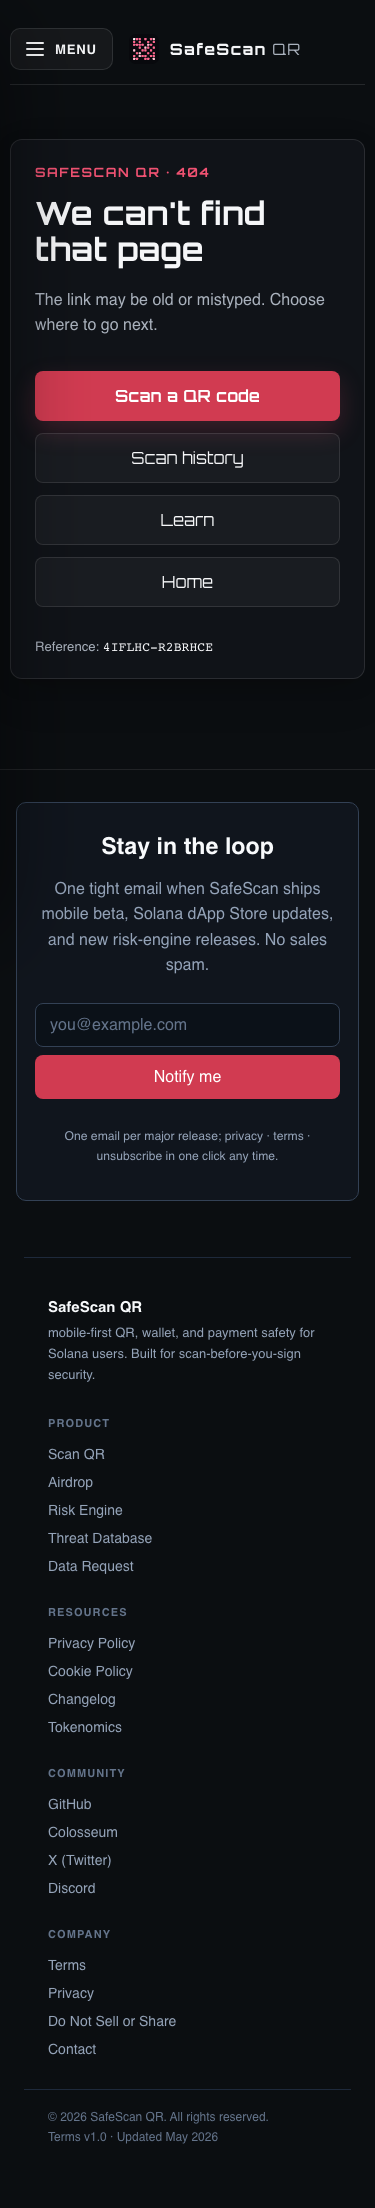 MENU
SafeScan QR
SAFESCAN QR · 404
We can't find
that page
The link may be old or mistyped. Choose
where to go next.
Scan a QR code
Scan history
Learn
Home
Reference: 4IFLHC-R2BRHCE
Stay in the loop
One tight email when SafeScan ships
mobile beta, Solana dApp Store updates,
and new risk-engine releases. No sales
spam.
you@example.com
Notify me
One email per major release; privacy · terms ·
unsubscribe in one click any time.
SafeScan QR
mobile-first QR, wallet, and payment safety for
Solana users. Built for scan-before-you-sign
security.
PRODUCT
Scan QR
Airdrop
Risk Engine
Threat Database
Data Request
RESOURCES
Privacy Policy
Cookie Policy
Changelog
Tokenomics
COMMUNITY
GitHub
Colosseum
X (Twitter)
Discord
COMPANY
Terms
Privacy
Do Not Sell or Share
Contact
© 2026 SafeScan QR. All rights reserved.
Terms v1.0 · Updated May 2026